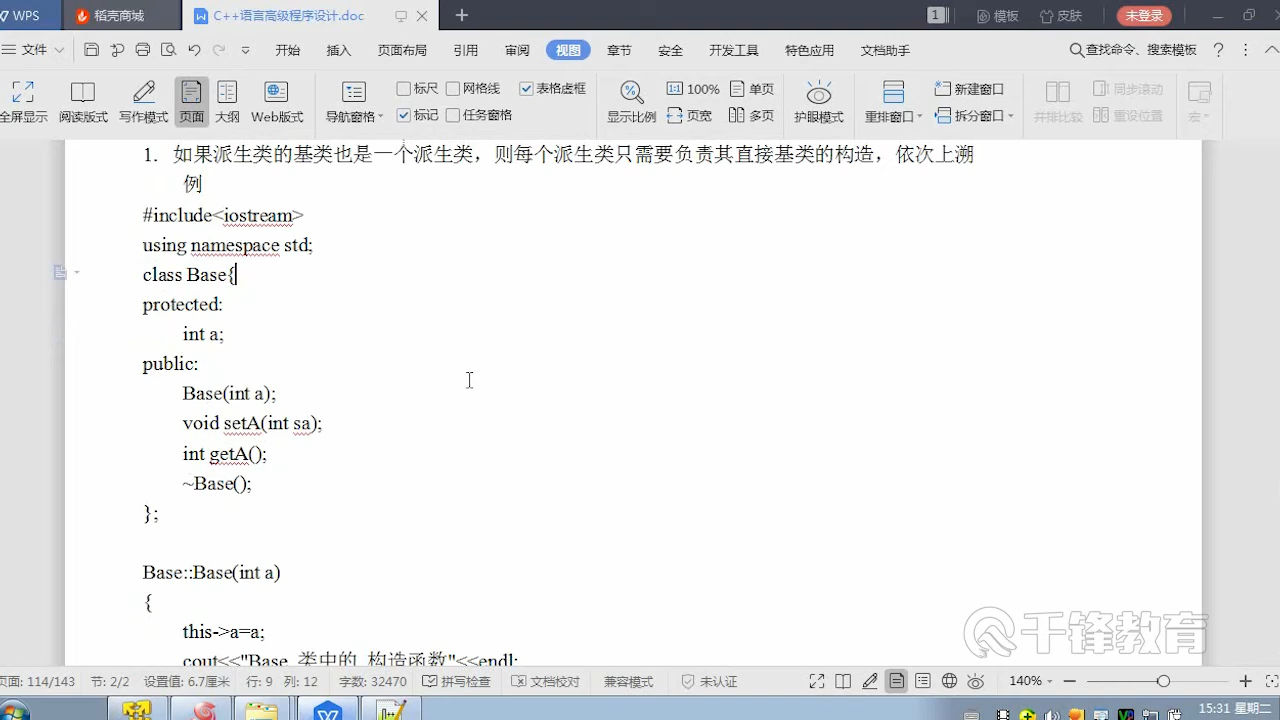 WPS 稻壳商城 C++语言高级程序设计.doc 1 模板 皮肤 未登录
文件 开始 插入 页面布局 引用 审阅 视图 章节 安全 开发工具 特色应用 文档助手 查找命令、搜索模板 ?
标尺 网格线 表格虚框 1:1 100% 单页 新建窗口 同步滚动
全屏显示 阅读版式 写作模式 页面 大纲 Web版式 导航窗格 标记 任务窗格 显示比例 页宽 多页 护眼模式 重排窗口 拆分窗口 并排比较 重设位置 宏
1. 如果派生类的基类也是一个派生类，则每个派生类只需要负责其直接基类的构造，依次上溯
例
#include<iostream>
using namespace std;
class Base{
protected:
int a;
public:
Base(int a);
void setA(int sa);
int getA();
~Base();
};
Base::Base(int a)
{
this->a=a;
cout<<"Base 类中的 构造函数"<<endl;
千锋教育
页面: 114/143 节: 2/2 设置值: 6.7厘米 行: 9 列: 12 字数: 32470 拼写检查 文档校对 兼容模式 未认证 140%
15:31 星期二